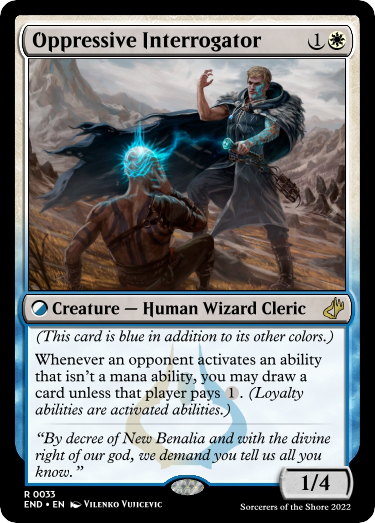 Oppressive Interrogator 1
Creature — Human Wizard Cleric
(This card is blue in addition to its other colors.)
Whenever an opponent activates an ability
that isn't a mana ability, you may draw a
card unless that player pays 1. (Loyalty
abilities are activated abilities.)
"By decree of New Benalia and with the divine
right of our god, we demand you tell us all you
know."
1/4
R 0033
END • EN Vilenko Vujicevic
Sorcerers of the Shore 2022